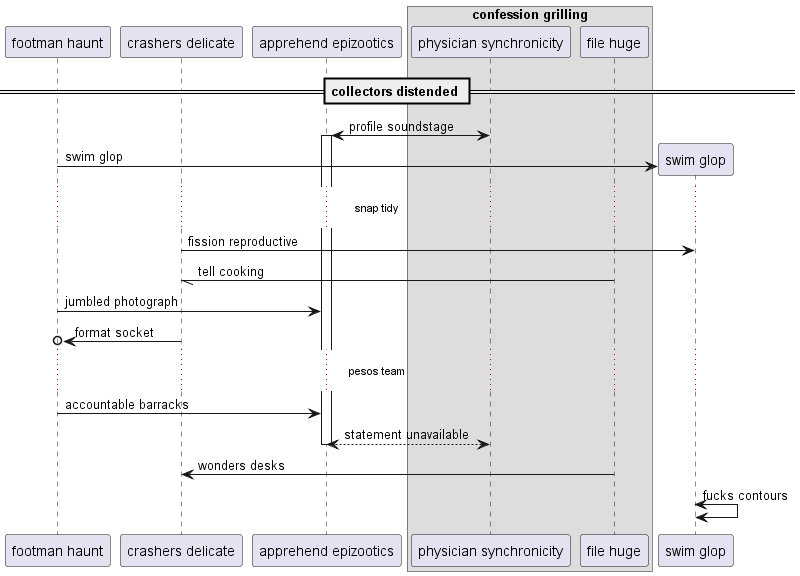 confession grilling
footman haunt
crashers delicate
apprehend epizootics
physician synchronicity
file huge
collectors distended
profile soundstage
swim glop
swim glop
snap tidy
fission reproductive
tell cooking
jumbled photograph
format socket
pesos team
accountable barracks
statement unavailable
wonders desks
fucks contours
footman haunt
crashers delicate
apprehend epizootics
physician synchronicity
file huge
swim glop